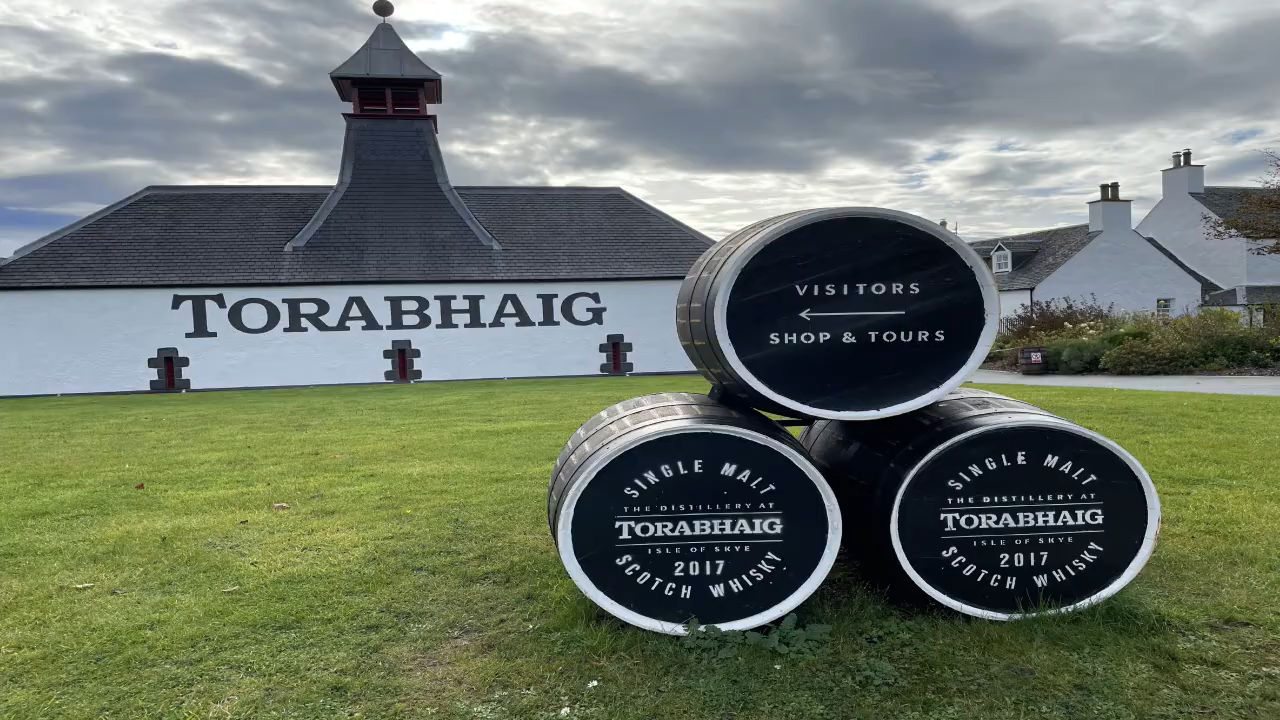 TORABHAIG
VISITORS
SHOP & TOURS
SINGLE MALT
THE DISTILLERY AT
TORABHAIG
ISLE OF SKYE
2017
SCOTCH WHISKY
SINGLE MALT
THE DISTILLERY AT
TORABHAIG
ISLE OF SKYE
2017
SCOTCH WHISKY